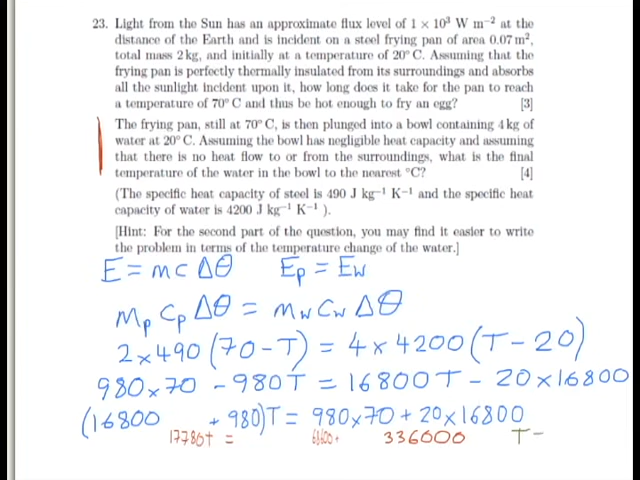 23. Light from the Sun has an approximate flux level of 1 × 10³ W m⁻² at the
distance of the Earth and is incident on a steel frying pan of area 0.07 m²,
total mass 2 kg, and initially at a temperature of 20° C. Assuming that the
frying pan is perfectly thermally insulated from its surroundings and absorbs
all the sunlight incident upon it, how long does it take for the pan to reach
a temperature of 70° C and thus be hot enough to fry an egg? [3]
The frying pan, still at 70° C, is then plunged into a bowl containing 4 kg of
water at 20° C. Assuming the bowl has negligible heat capacity and assuming
that there is no heat flow to or from the surroundings, what is the final
temperature of the water in the bowl to the nearest °C? [4]
(The specific heat capacity of steel is 490 J kg⁻¹ K⁻¹ and the specific heat
capacity of water is 4200 J kg⁻¹ K⁻¹ ).
[Hint: For the second part of the question, you may find it easier to write
the problem in terms of the temperature change of the water.]
E = mcΔθ Eₚ = E𝑤
mₚ cₚ Δθ = m𝑤 c𝑤 Δθ
2 × 490 (70 - T) = 4 × 4200 (T - 20)
980 × 70 - 980T = 16800T - 20 × 16800
(16800 + 980)T = 980 × 70 + 20 × 16800
17780T = 68600 + 336000 T =